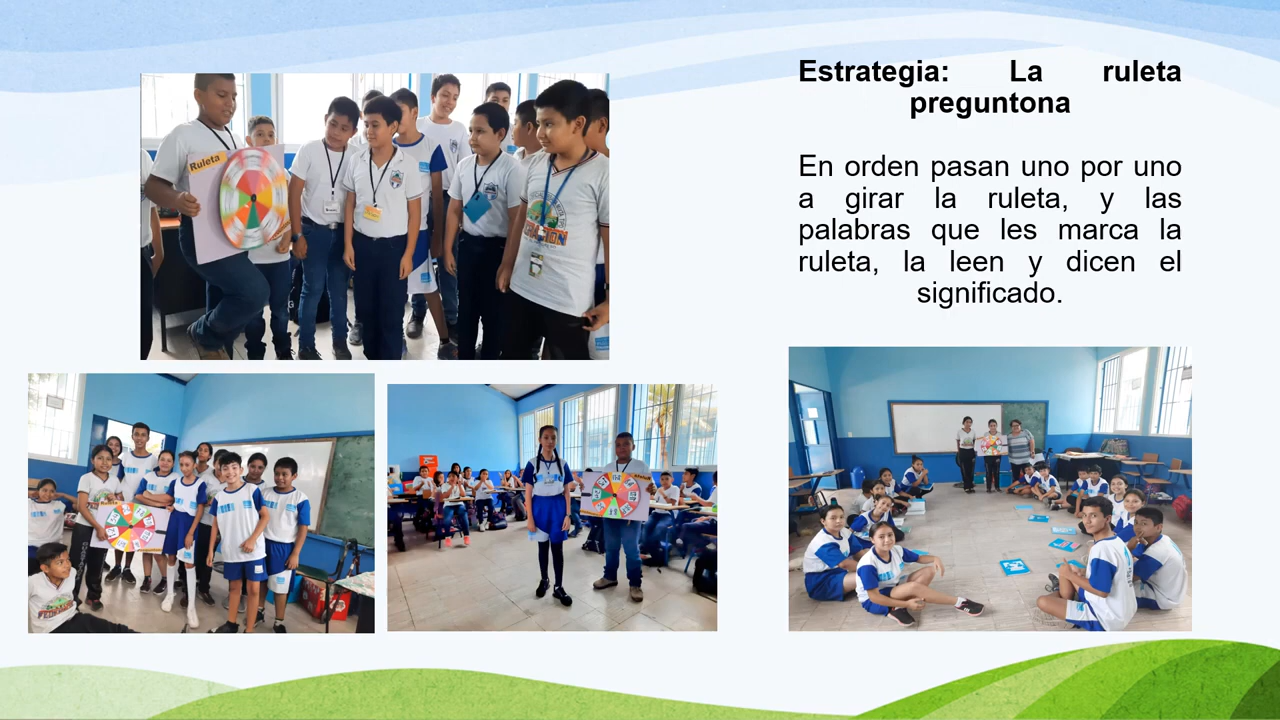 Estrategia: La ruleta
preguntona
En orden pasan uno por uno
a girar la ruleta, y las
palabras que les marca la
ruleta, la leen y dicen el
significado.
Ruleta